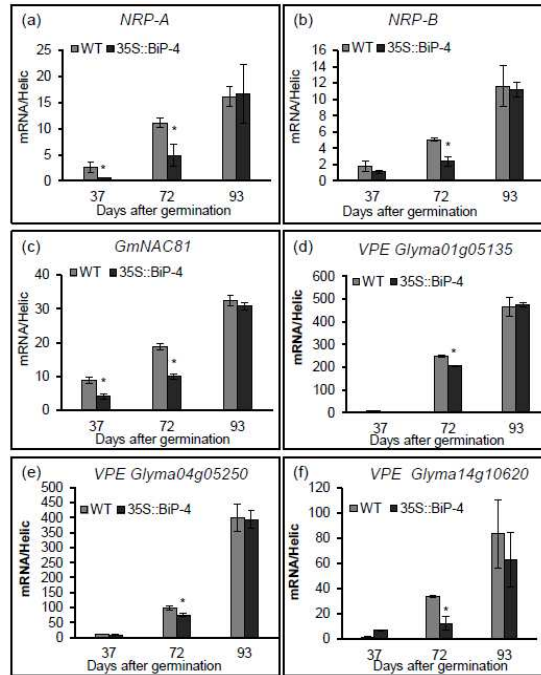 (a) NRP-A
WT 35S::BiP-4
mRNA/Helic
25
20
15
10
5
0
* *
37 72 93
Days after germination
(b) NRP-B
WT 35S::BiP-4
mRNA/Helic
16
14
12
10
8
6
4
2
0
*
37 72 93
Days after germination
(c) GmNAC81
WT 35S::BiP-4
mRNA/Helic
40
30
20
10
0
* *
37 72 93
Days after germination
(d) VPE Glyma01g05135
WT 35S::BiP-4
mRNA/Helic
600
500
400
300
200
100
0
*
37 72 93
Days after germination
(e) VPE Glyma04g05250
WT 35S::BiP-4
mRNA/Helic
500
450
400
350
300
250
200
150
100
50
0
*
37 72 93
Days after germination
(f) VPE Glyma14g10620
WT 35S::BiP-4
mRNA/Helic
120
100
80
60
40
20
0
*
37 72 93
Days after germination